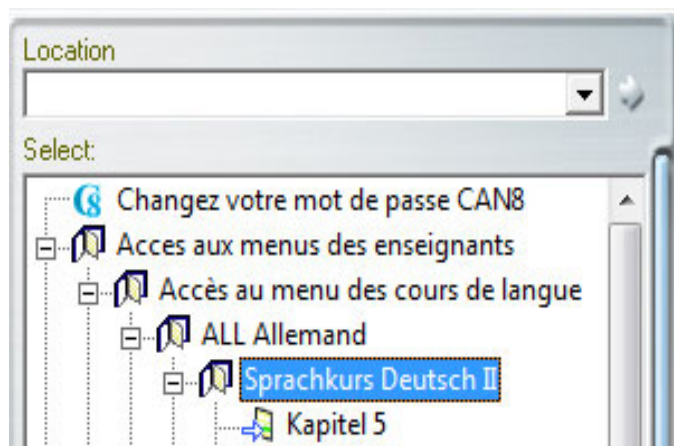 Location
Select:
Changez votre mot de passe CAN8
Acces aux menus des enseignants
Accès au menu des cours de langue
ALL Allemand
Sprachkurs Deutsch II
Kapitel 5